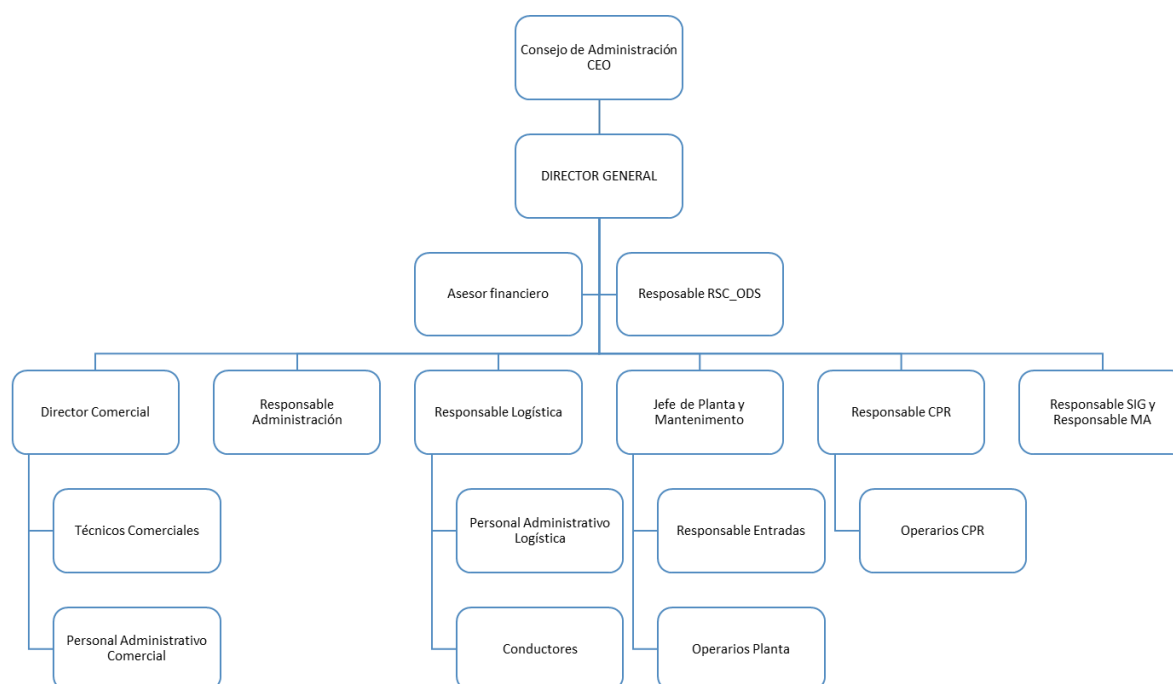 Consejo de Administración
CEO
DIRECTOR GENERAL
Asesor financiero
Resposable RSC_ODS
Director Comercial
Responsable
Administración
Responsable Logística
Jefe de Planta y
Mantenimento
Responsable CPR
Responsable SIG y
Responsable MA
Técnicos Comerciales
Personal Administrativo
Logística
Responsable Entradas
Operarios CPR
Personal Administrativo
Comercial
Conductores
Operarios Planta